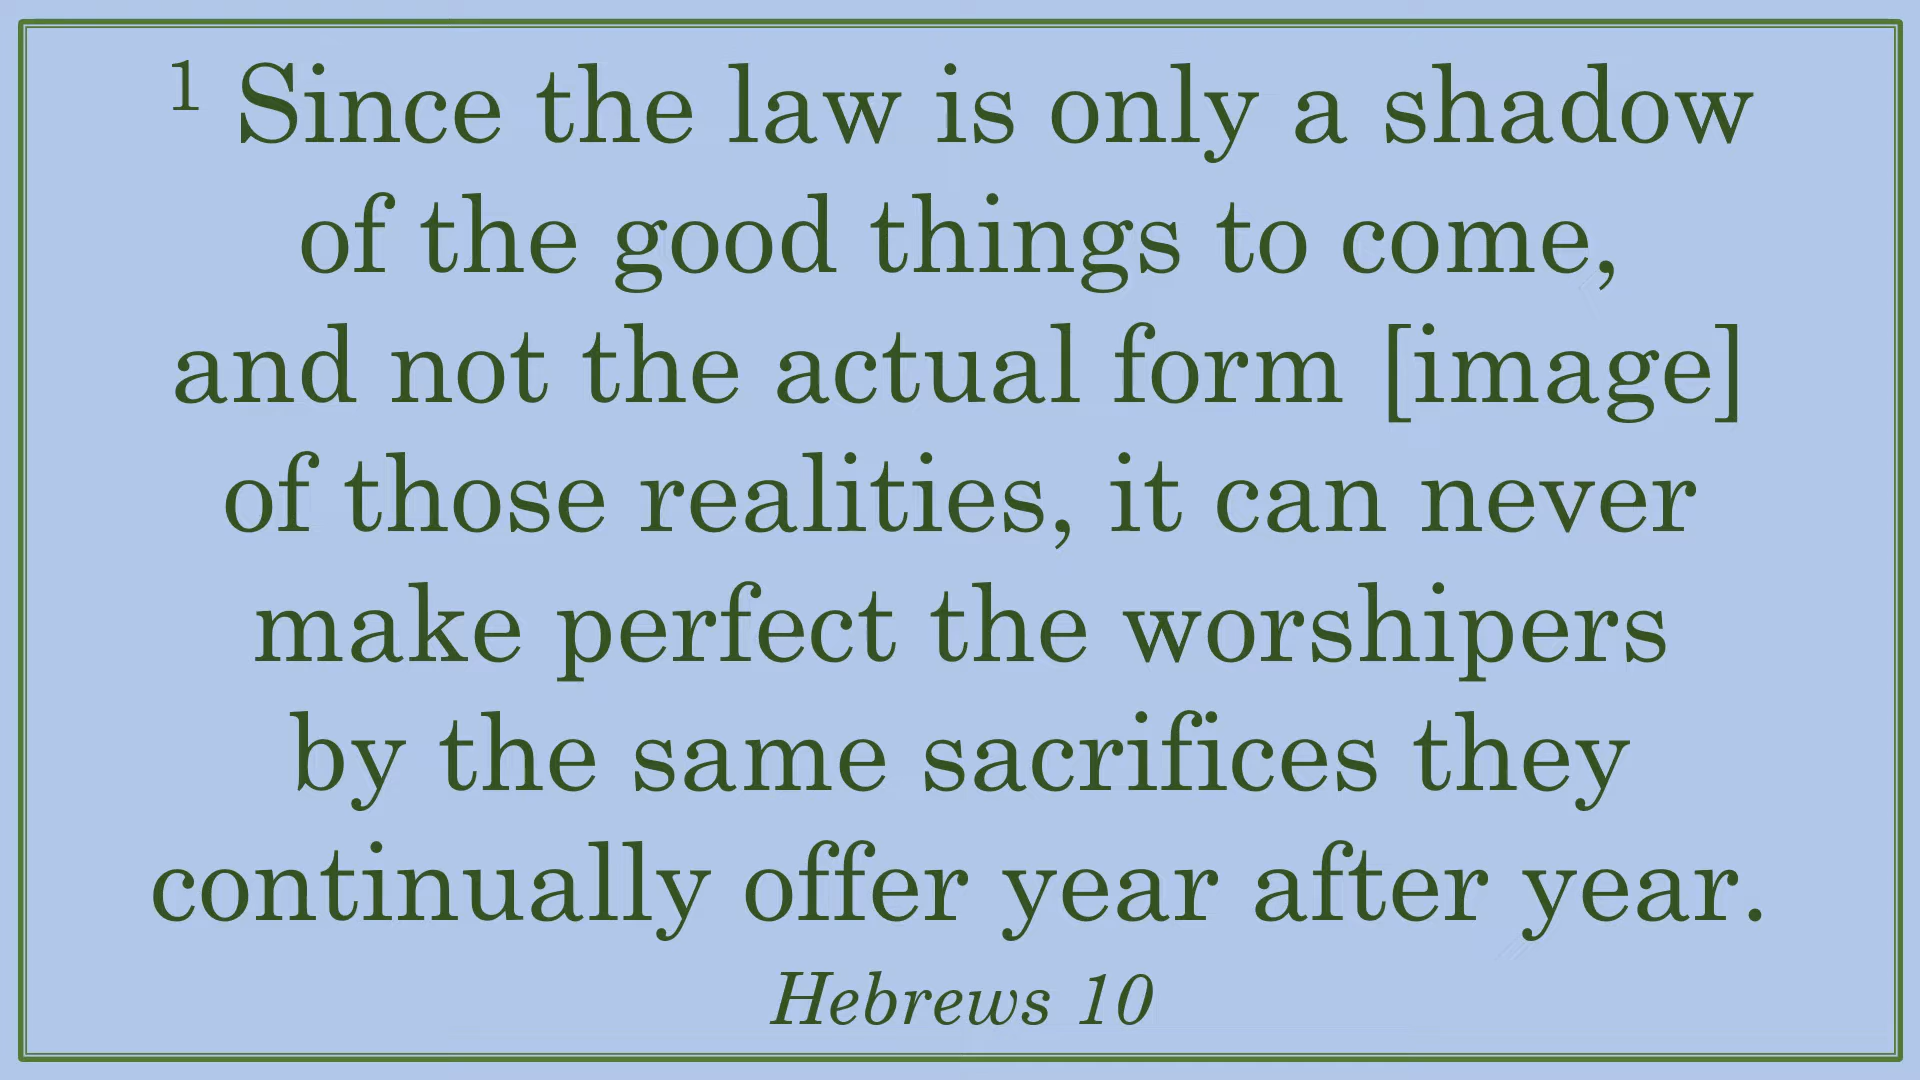 1 Since the law is only a shadow
of the good things to come,
and not the actual form [image]
of those realities, it can never
make perfect the worshipers
by the same sacrifices they
continually offer year after year.
Hebrews 10